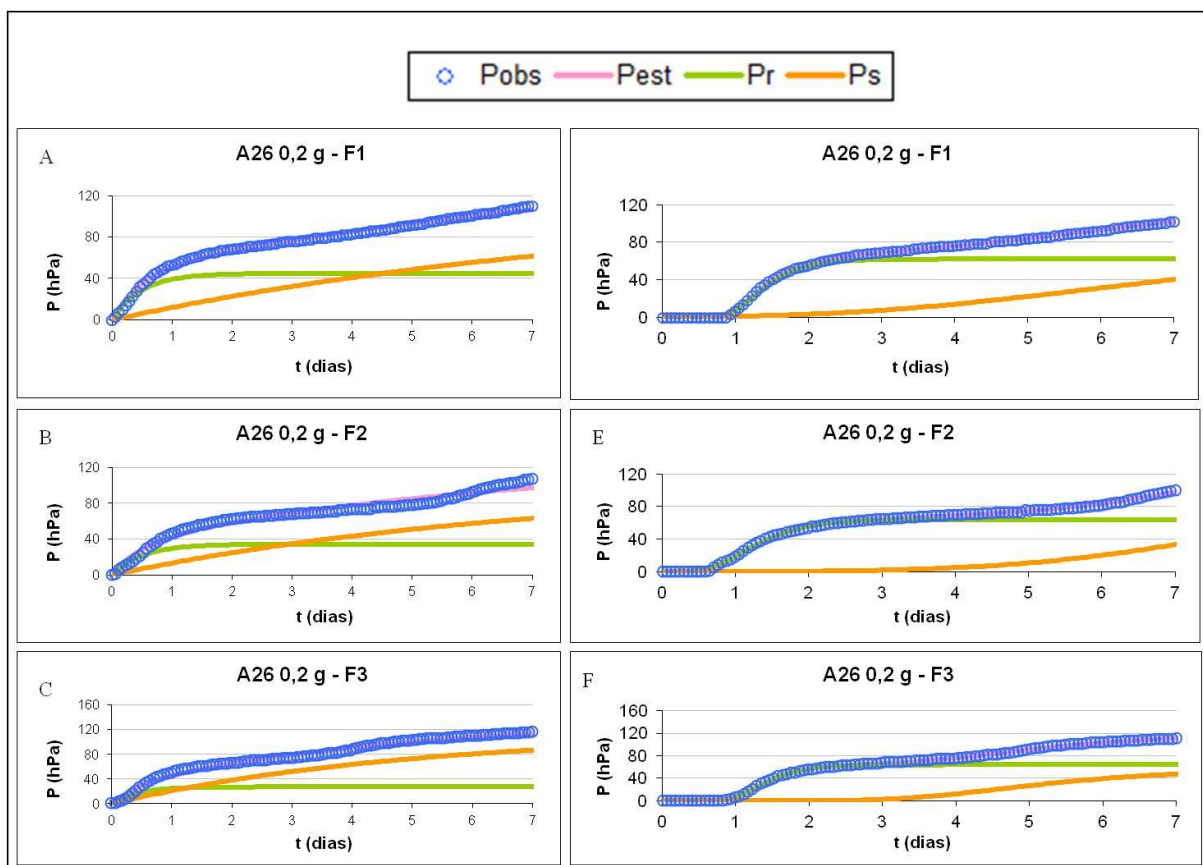 Pobs Pest Pr Ps
A
A26 0,2 g - F1
P (hPa)
120
80
40
0
0 1 2 3 4 5 6 7
t (dias)
A26 0,2 g - F1
P (hPa)
120
80
40
0
0 1 2 3 4 5 6 7
t (dias)
B
A26 0,2 g - F2
P (hPa)
120
80
40
0
0 1 2 3 4 5 6 7
t (dias)
E
A26 0,2 g - F2
P (hPa)
120
80
40
0
0 1 2 3 4 5 6 7
t (dias)
C
A26 0,2 g - F3
P (hPa)
160
120
80
40
0
0 1 2 3 4 5 6 7
t (dias)
F
A26 0,2 g - F3
P (hPa)
160
120
80
40
0
0 1 2 3 4 5 6 7
t (dias)